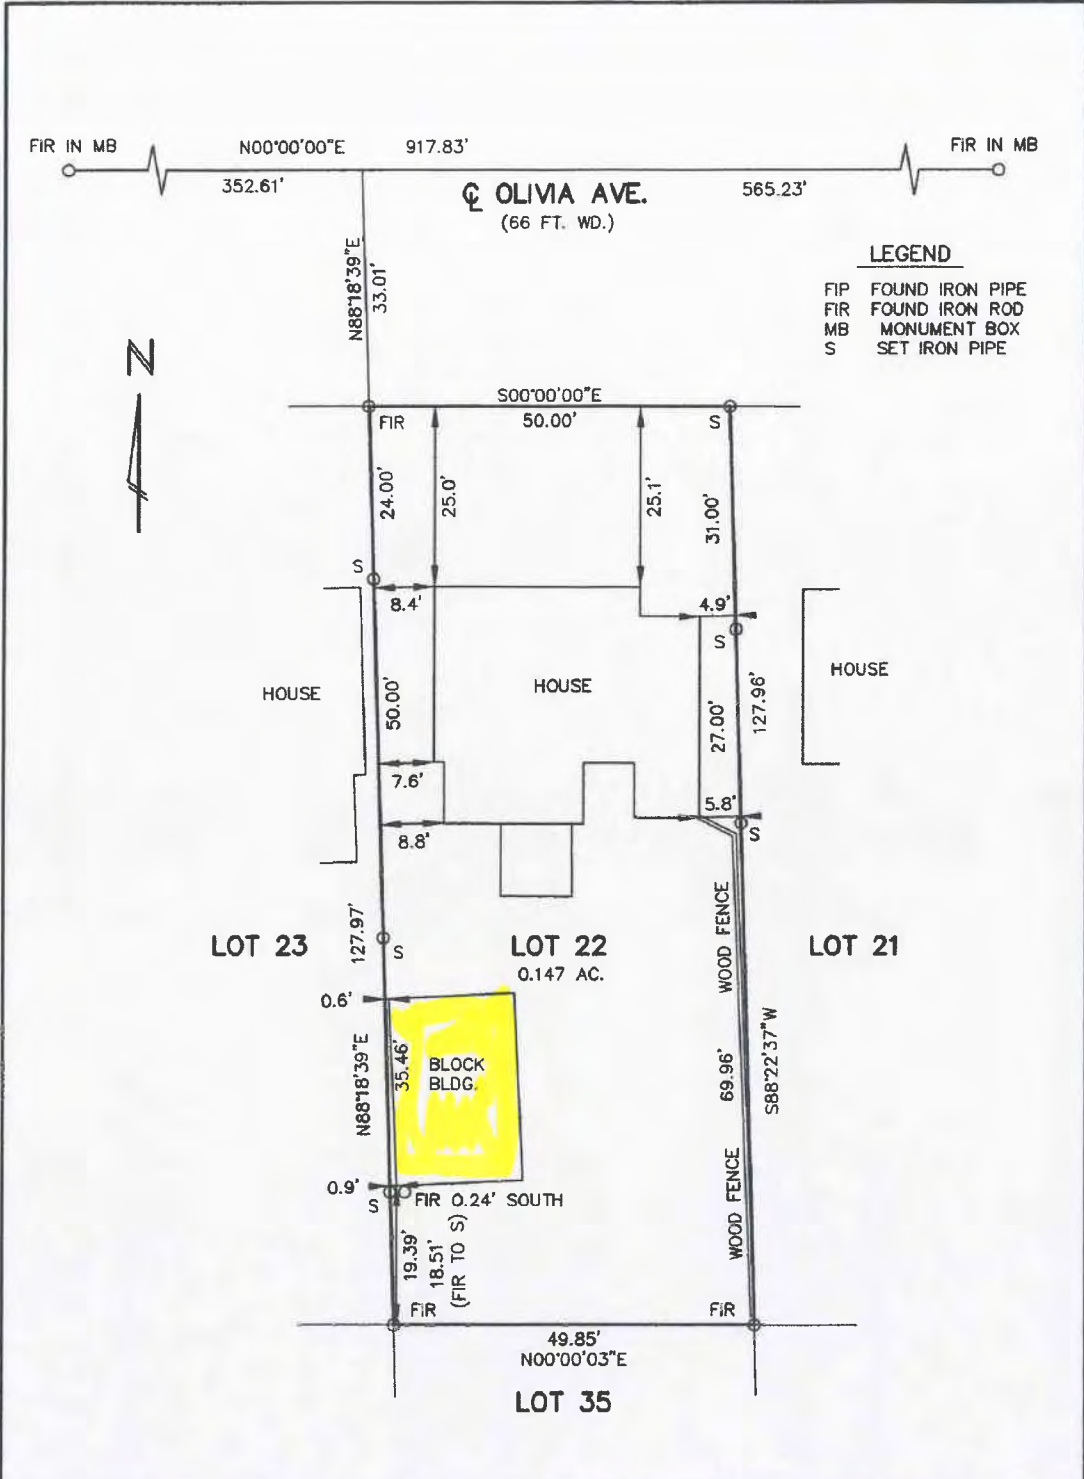 FIR IN MB
N00°00'00"E
917.83'
FIR IN MB
352.61'
℄ OLIVIA AVE.
565.23'
(66 FT. WD.)
N88°18'39"E
33.01'
LEGEND
FIP FOUND IRON PIPE
FIR FOUND IRON ROD
MB MONUMENT BOX
S SET IRON PIPE
N
S00°00'00"E
50.00'
FIR
S
24.00'
25.0'
25.1'
31.00'
S
8.4'
4.9'
S
HOUSE
50.00'
HOUSE
27.00'
127.96'
HOUSE
7.6'
5.8'
8.8'
S
WOOD FENCE
127.97'
S
LOT 23
LOT 22
0.147 AC.
LOT 21
0.6'
N88°18'39"E
35.46'
BLOCK
BLDG.
69.96'
S88°22'37"W
WOOD FENCE
0.9'
S
FIR 0.24' SOUTH
19.39'
18.51'
(FIR TO S)
FIR
FIR
49.85'
N00°00'03"E
LOT 35